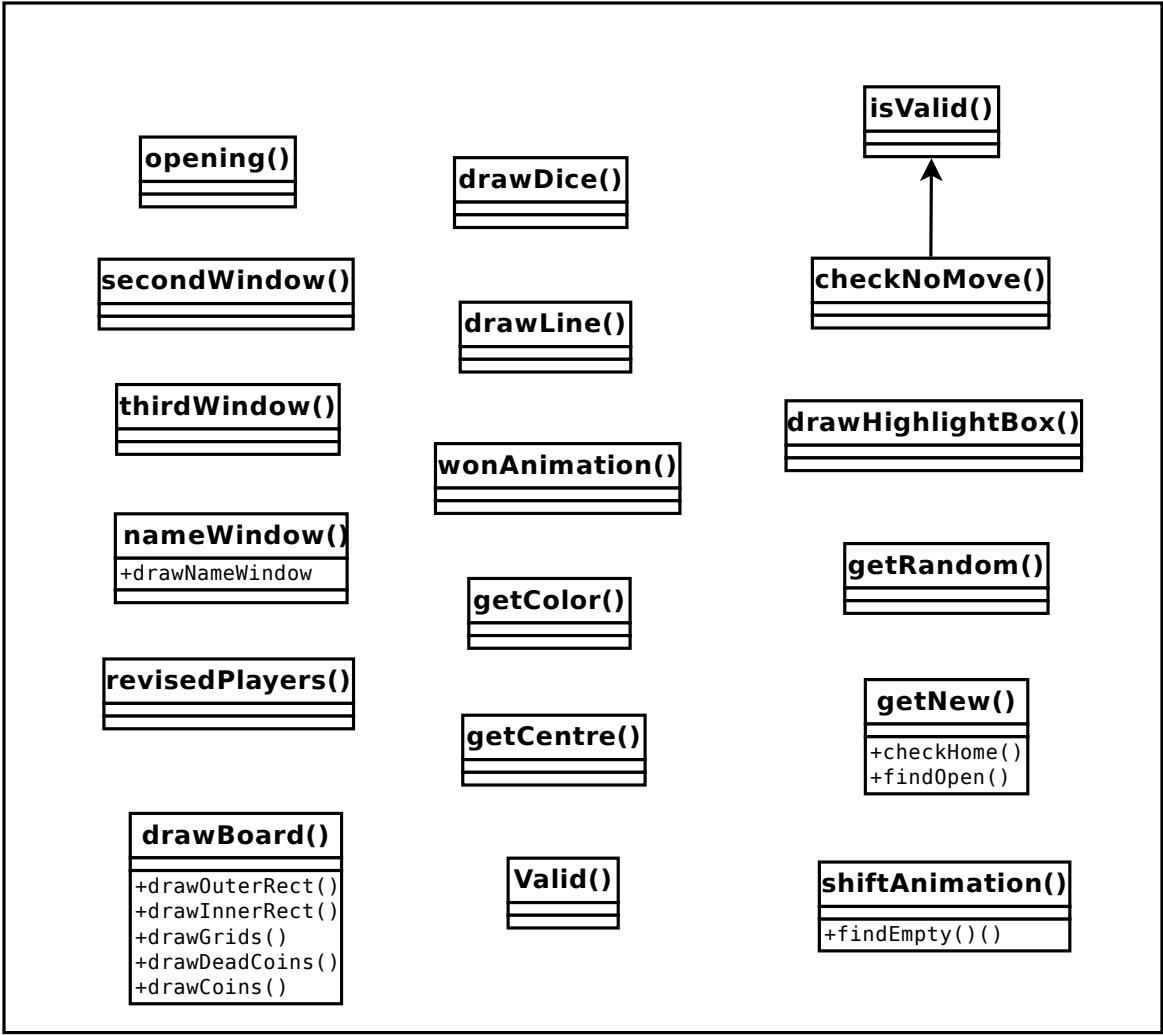 opening()
secondWindow()
thirdWindow()
nameWindow()
+drawNameWindow
revisedPlayers()
drawBoard()
+drawOuterRect()
+drawInnerRect()
+drawGrids()
+drawDeadCoins()
+drawCoins()
drawDice()
drawLine()
wonAnimation()
getColor()
getCentre()
Valid()
isValid()
checkNoMove()
drawHighlightBox()
getRandom()
getNew()
+checkHome()
+findOpen()
shiftAnimation()
+findEmpty()()